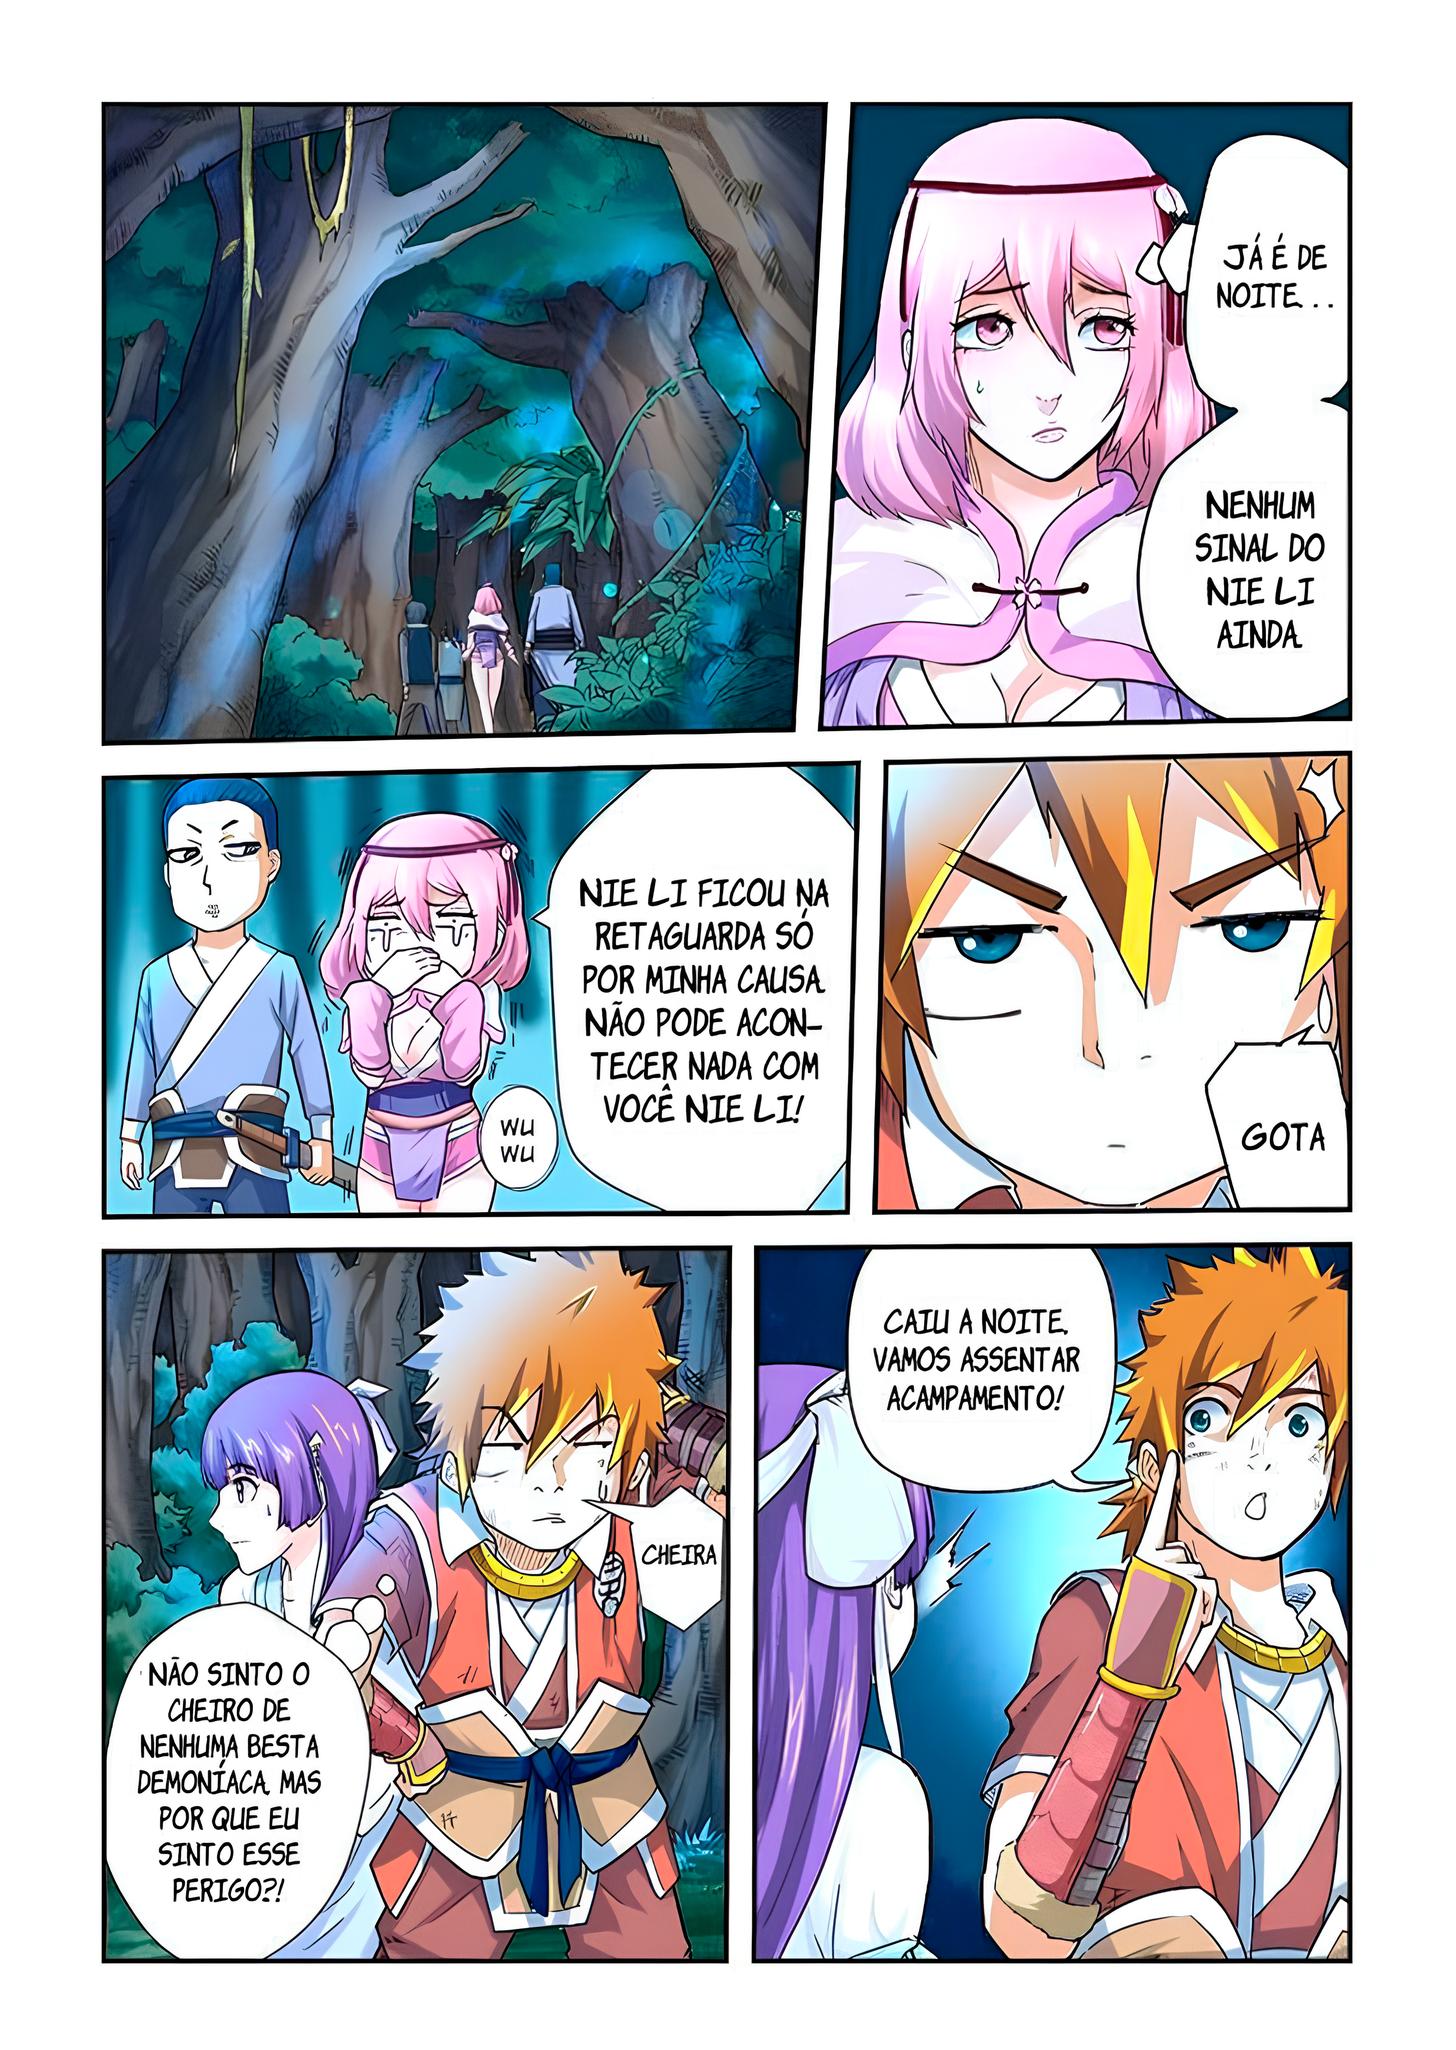 JÁ É DE
NOITE...
NENHUM
SINAL DO
NIE LI
AINDA
NIE LI FICOU NA
RETAGUARDA SÓ
POR MINHA CAUSA.
NÃO PODE ACON-
TECER NADA COM
VOCÊ NIE LI!
WU
WU
GOTA
CHEIRA
NÃO SINTO O
CHEIRO DE
NENHUMA BESTA
DEMONÍACA, MAS
POR QUE EU
SINTO ESSE
PERIGO?!
CAIU A NOITE,
VAMOS ASSENTAR
ACAMPAMENTO!